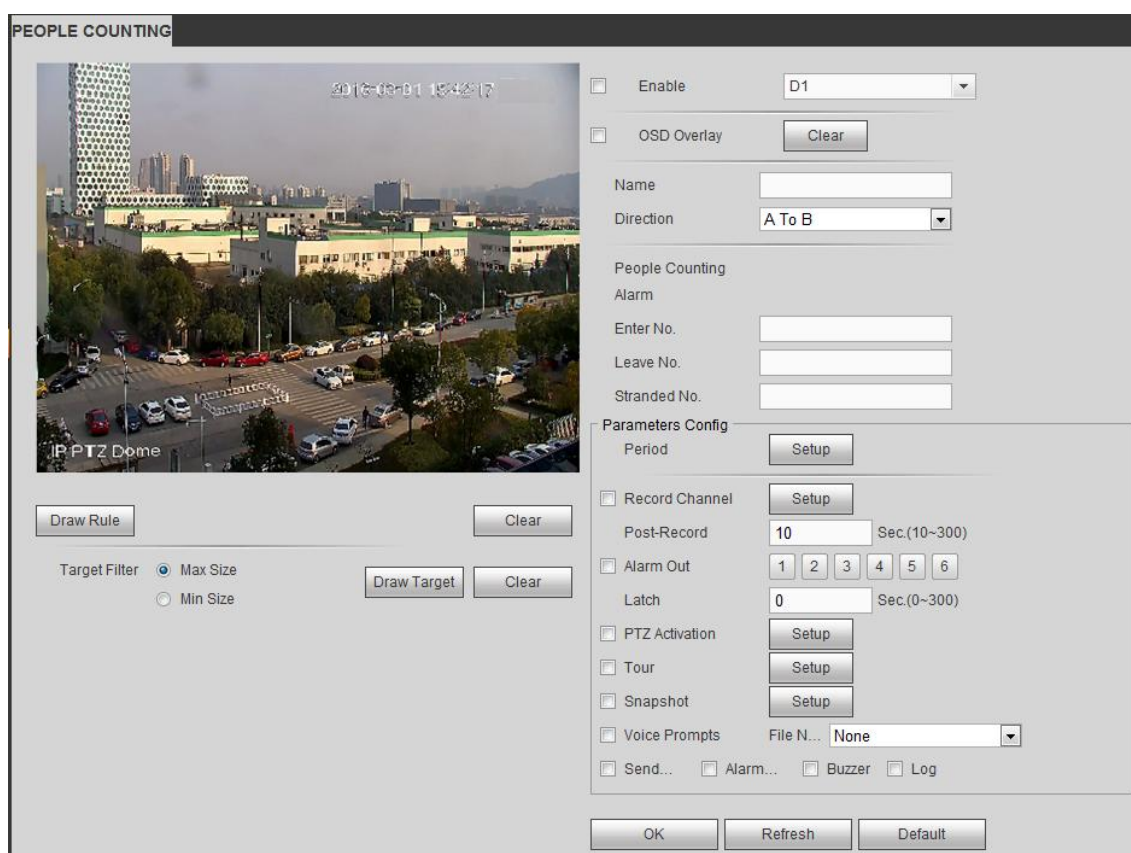 PEOPLE COUNTING
IP PTZ Dome
Draw Rule
Clear
Target Filter Max Size
Draw Target Clear
Min Size
Enable D1
OSD Overlay Clear
Name
Direction A To B
People Counting
Alarm
Enter No.
Leave No.
Stranded No.
Parameters Config
Period Setup
Record Channel Setup
Post-Record 10 Sec.(10~300)
Alarm Out 1 2 3 4 5 6
Latch 0 Sec.(0~300)
PTZ Activation Setup
Tour Setup
Snapshot Setup
Voice Prompts File N... None
Send... Alarm... Buzzer Log
OK Refresh Default